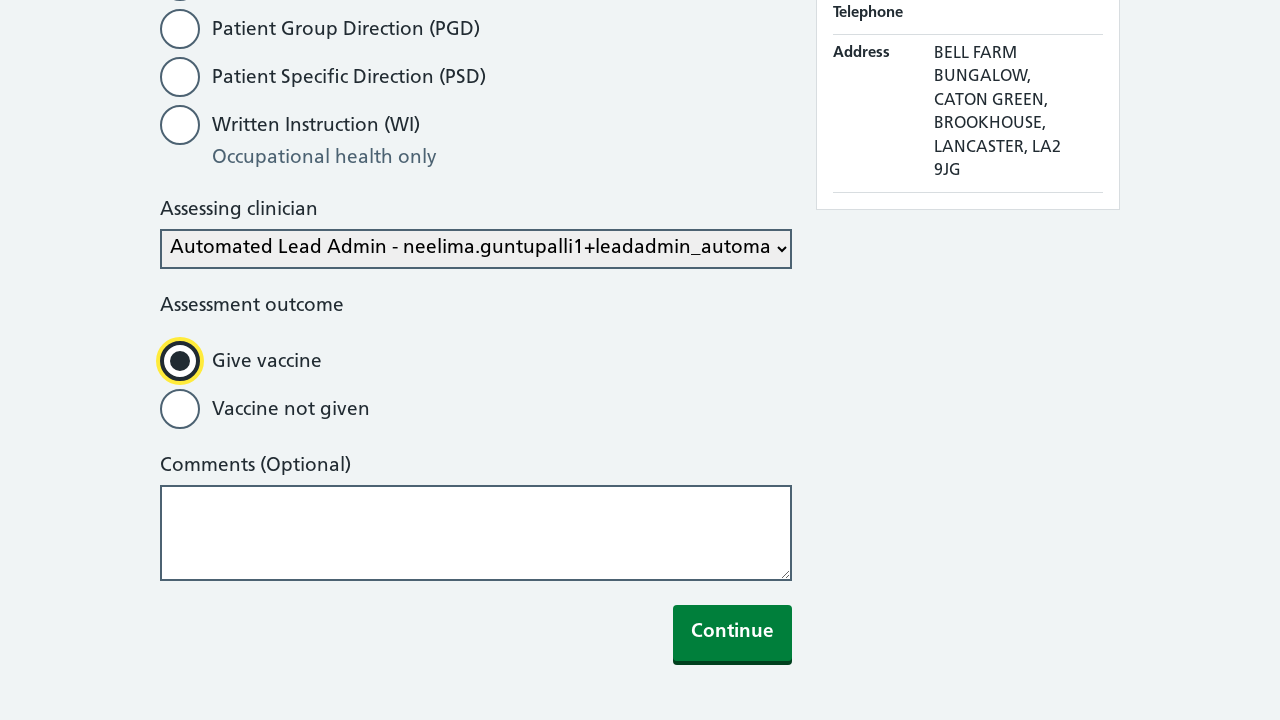 Patient Group Direction (PGD)
Patient Specific Direction (PSD)
Written Instruction (WI)
Occupational health only
Assessing clinician
Automated Lead Admin - neelima.guntupalli1+leadadmin_automa
Assessment outcome
Give vaccine
Vaccine not given
Comments (Optional)
Continue
Telephone
Address
BELL FARM
BUNGALOW,
CATON GREEN,
BROOKHOUSE,
LANCASTER, LA2
9JG